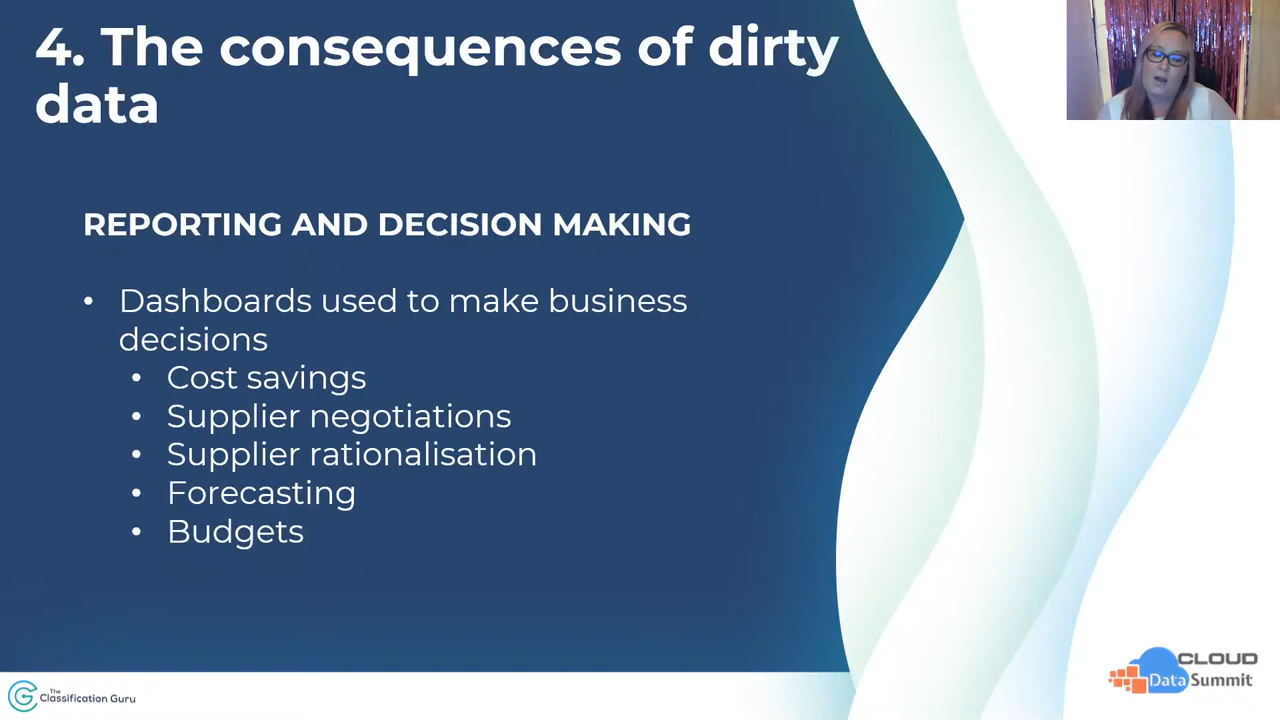 4. The consequences of dirty
data
REPORTING AND DECISION MAKING
• Dashboards used to make business
decisions
• Cost savings
• Supplier negotiations
• Supplier rationalisation
• Forecasting
• Budgets
The
Classification Guru
CLOUD
Data Summit